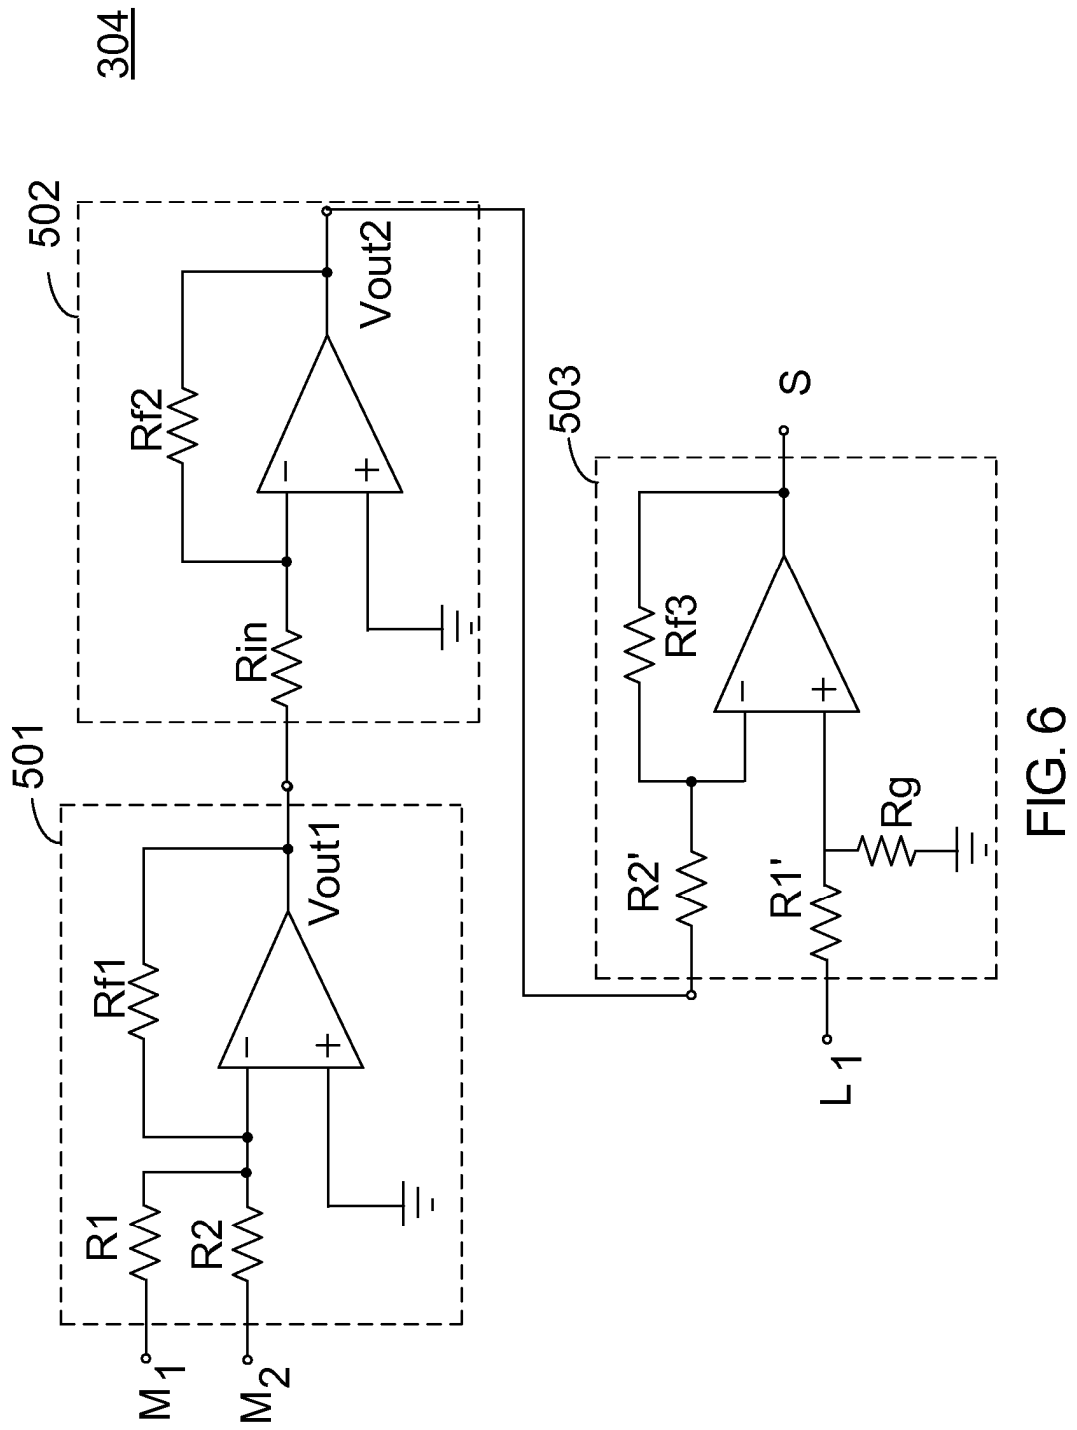 304
501
502
Rf1
R1
M1
R2
M2
−
+
Vout1
Rf2
Rin
−
+
Vout2
503
Rf3
R2'
−
+
R1'
Rg
L1
S
FIG. 6